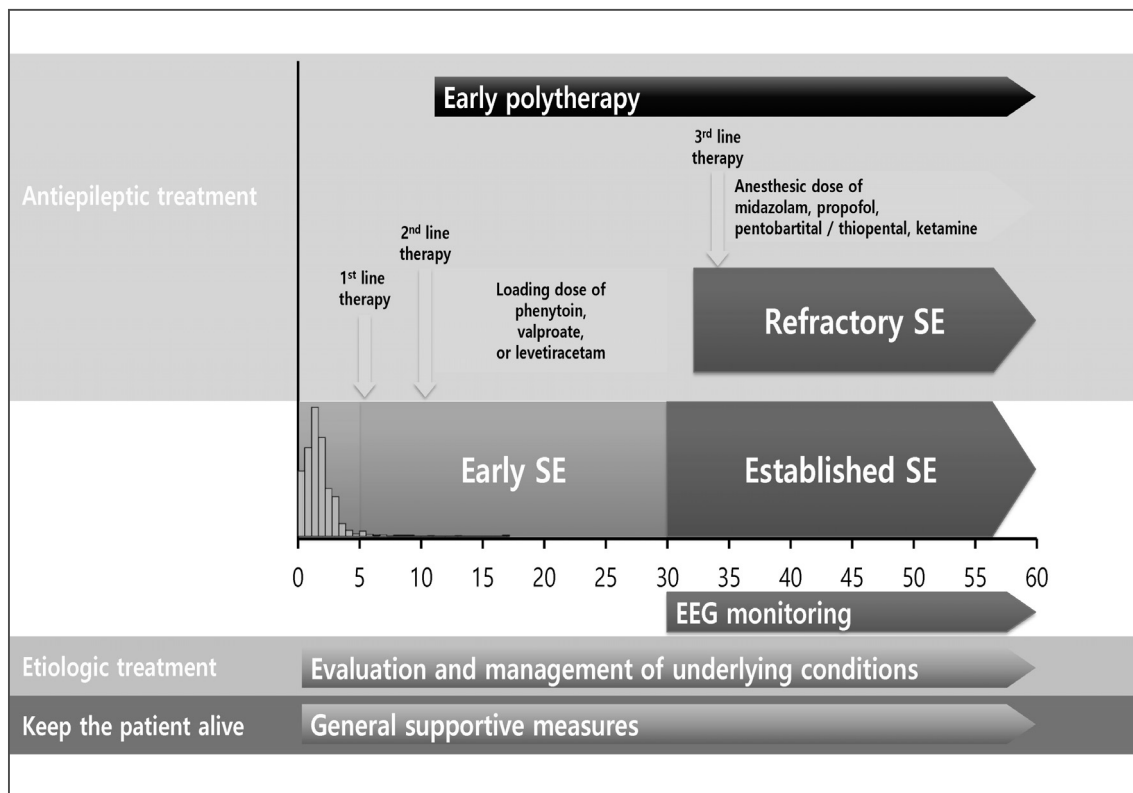 Early polytherapy
3rd line
therapy
Antiepileptic treatment
Anesthesic dose of
midazolam, propofol,
pentobartital / thiopental, ketamine
2nd line
therapy
1st line
therapy
Loading dose of
phenytoin,
valproate,
or levetiracetam
Refractory SE
Early SE
Established SE
0 5 10 15 20 25 30 35 40 45 50 55 60
EEG monitoring
Etiologic treatment
Evaluation and management of underlying conditions
Keep the patient alive
General supportive measures